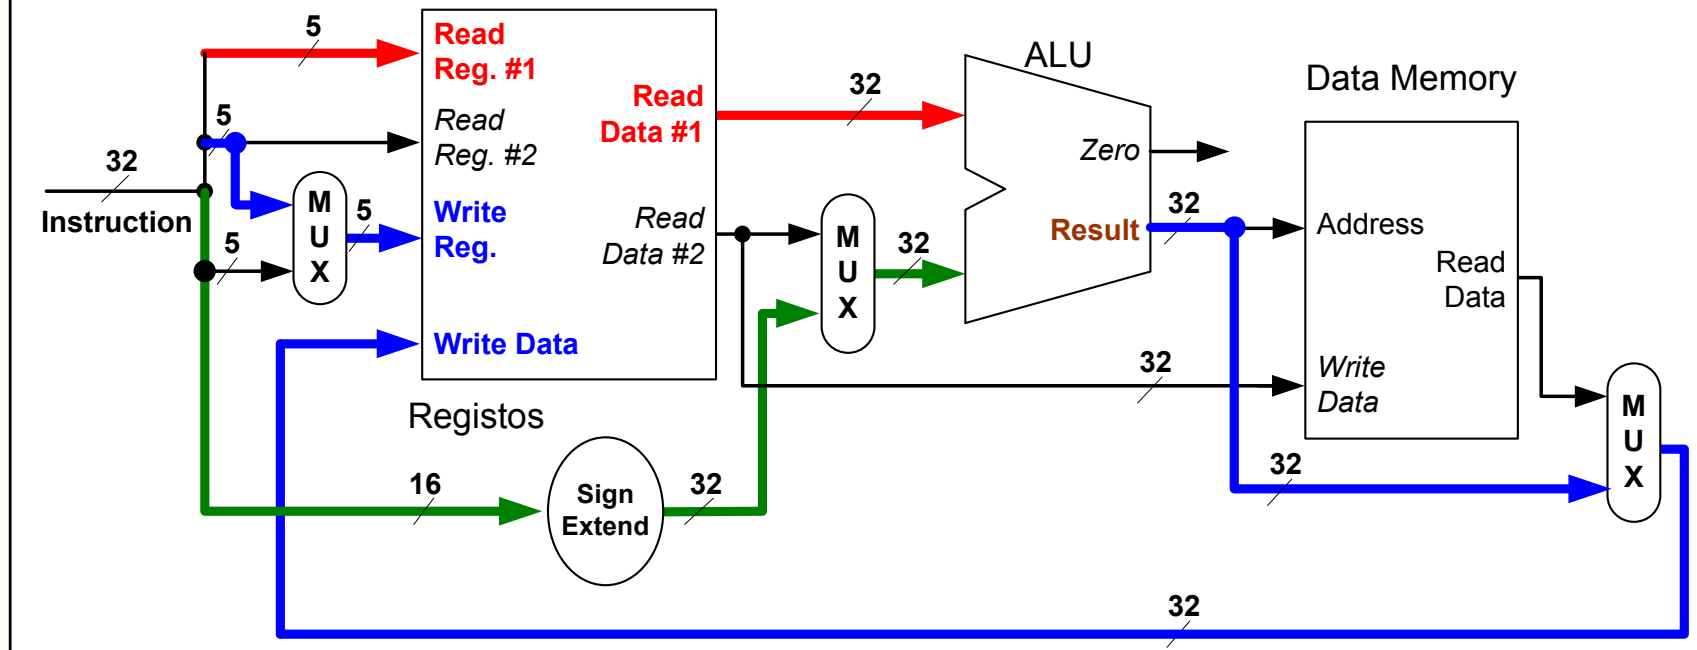 5
Read
Reg. #1
5
Read
Reg. #2
32
Instruction
M
U
X
5
5
Write
Reg.
Write Data
Read
Data #1
Read
Data #2
Registos
16
Sign
Extend
32
32
M
U
X
32
ALU
Zero
Result
32
Data Memory
Address
Read
Data
Write
Data
32
32
M
U
X
32